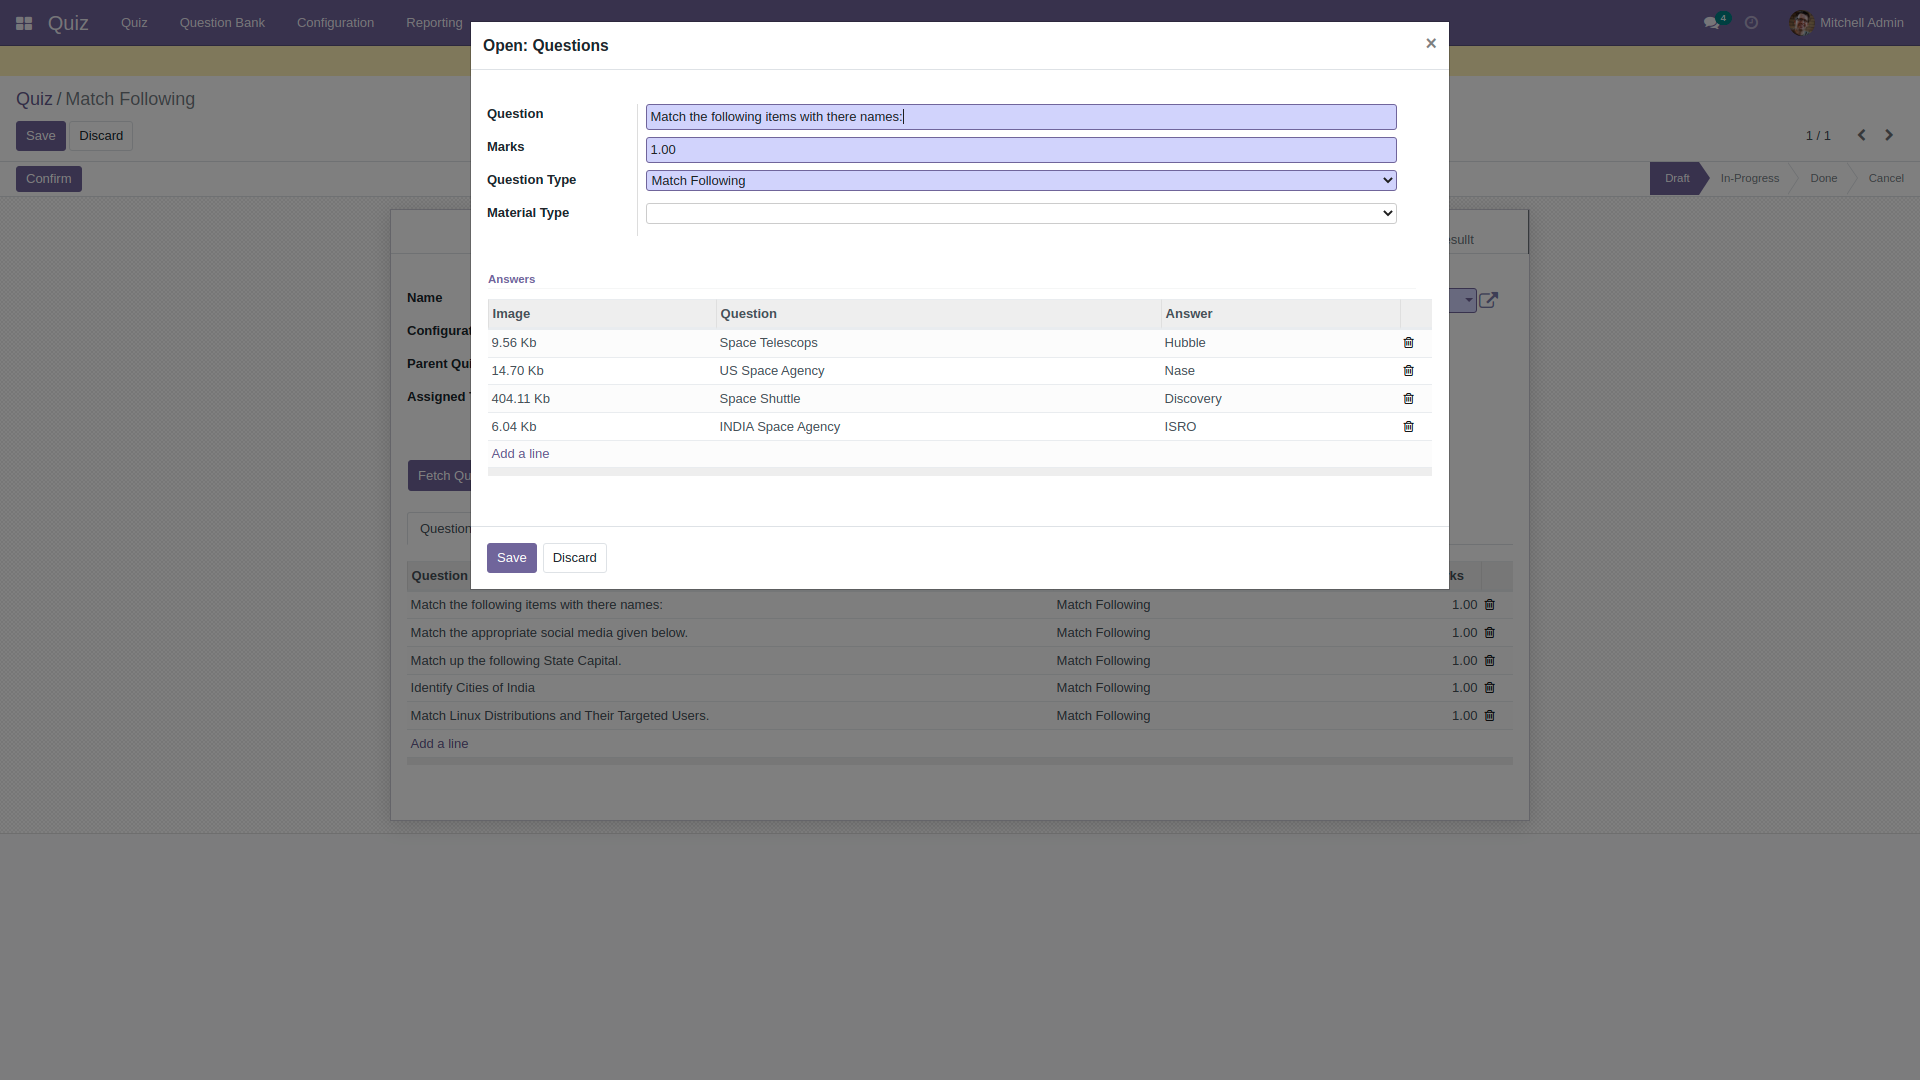 Quiz Quiz Question Bank Configuration Reporting 4 Mitchell Admin
Open: Questions ×
Quiz / Match Following
Save Discard 1 / 1
Confirm Draft In-Progress Done Cancel
Question Match the following items with there names:
Marks 1.00
Question Type Match Following
Material Type
Answers
Image Question Answer
9.56 Kb Space Telescops Hubble
14.70 Kb US Space Agency Nase
404.11 Kb Space Shuttle Discovery
6.04 Kb INDIA Space Agency ISRO
Add a line
Save Discard
Name
Parent
Assigned
Fetch
Question
Match the following items with there names: Match Following 1.00
Match the appropriate social media given below. Match Following 1.00
Match up the following State Capital. Match Following 1.00
Identify Cities of India Match Following 1.00
Match Linux Distributions and Their Targeted Users. Match Following 1.00
Add a line